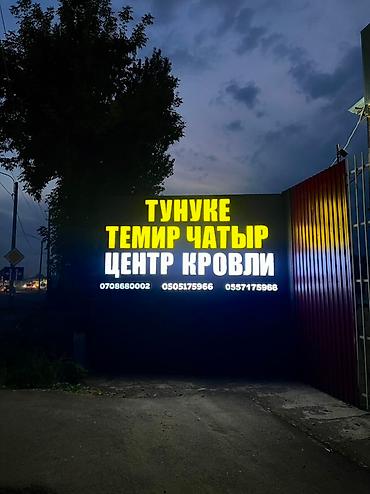 ТУНУКЕ
ТЕМИР ЧАТЫР
ЦЕНТР КРОВЛИ
0708680002 0505175966 0557175966